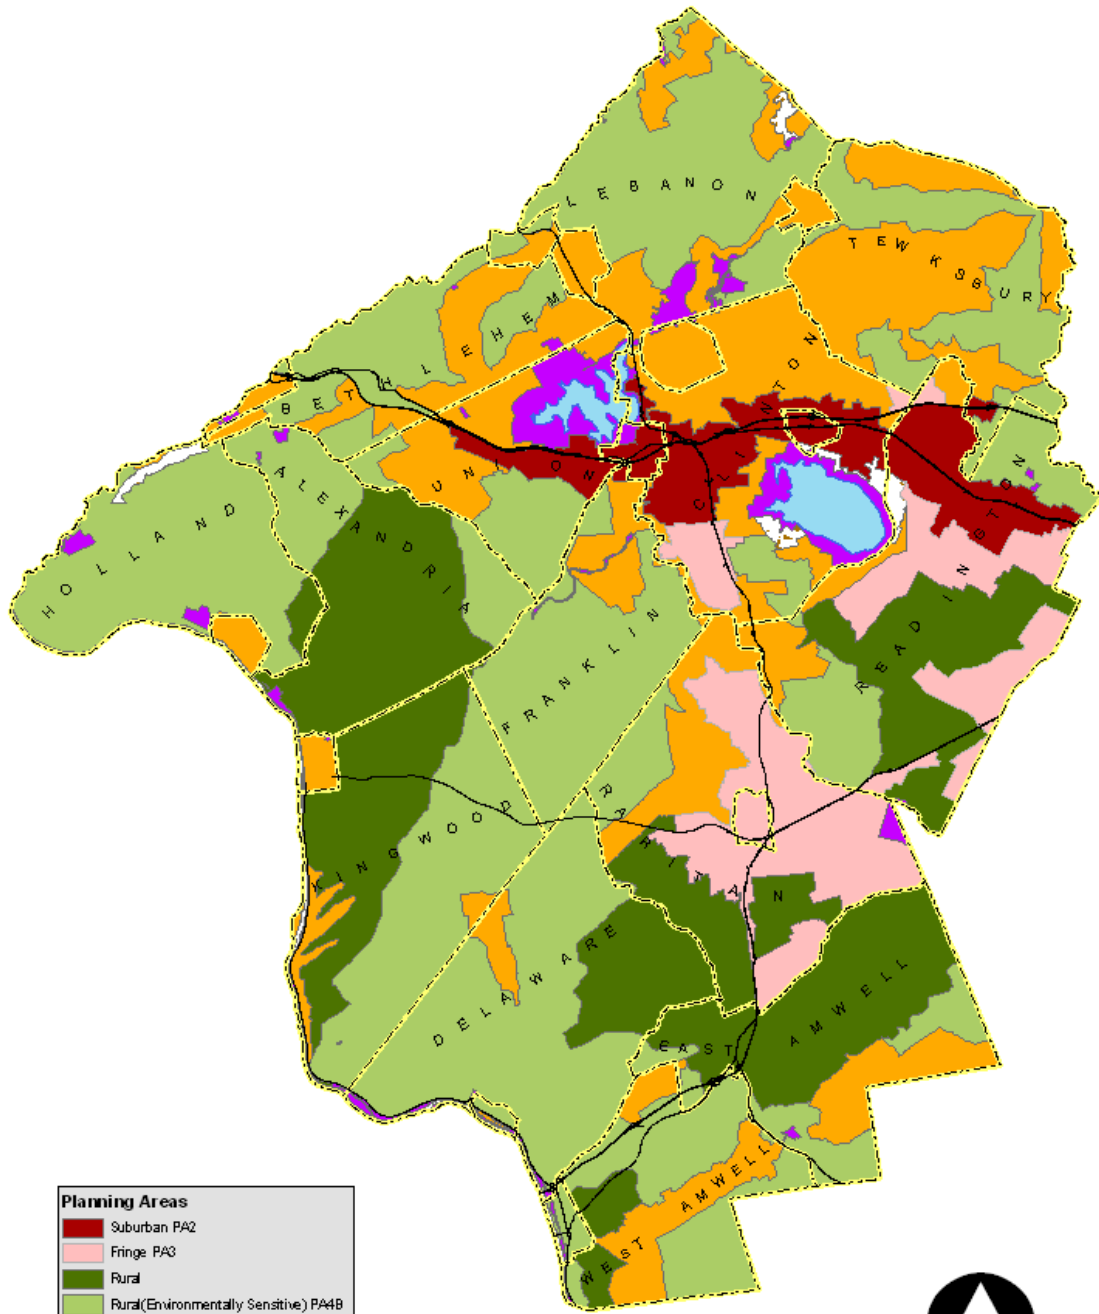 LEBANON
TEWKSBURY
BETHLEHEM
CLINTON
UNION
HOLLAND
ALEXANDRIA
READINGTON
FRANKLIN
KINGWOOD
RARITAN
DELAWARE
EAST AMWELL
WEST AMWELL
Planning Areas
Suburban PA2
Fringe PA3
Rural
Rural(Environmentally Sensitive) PA4B